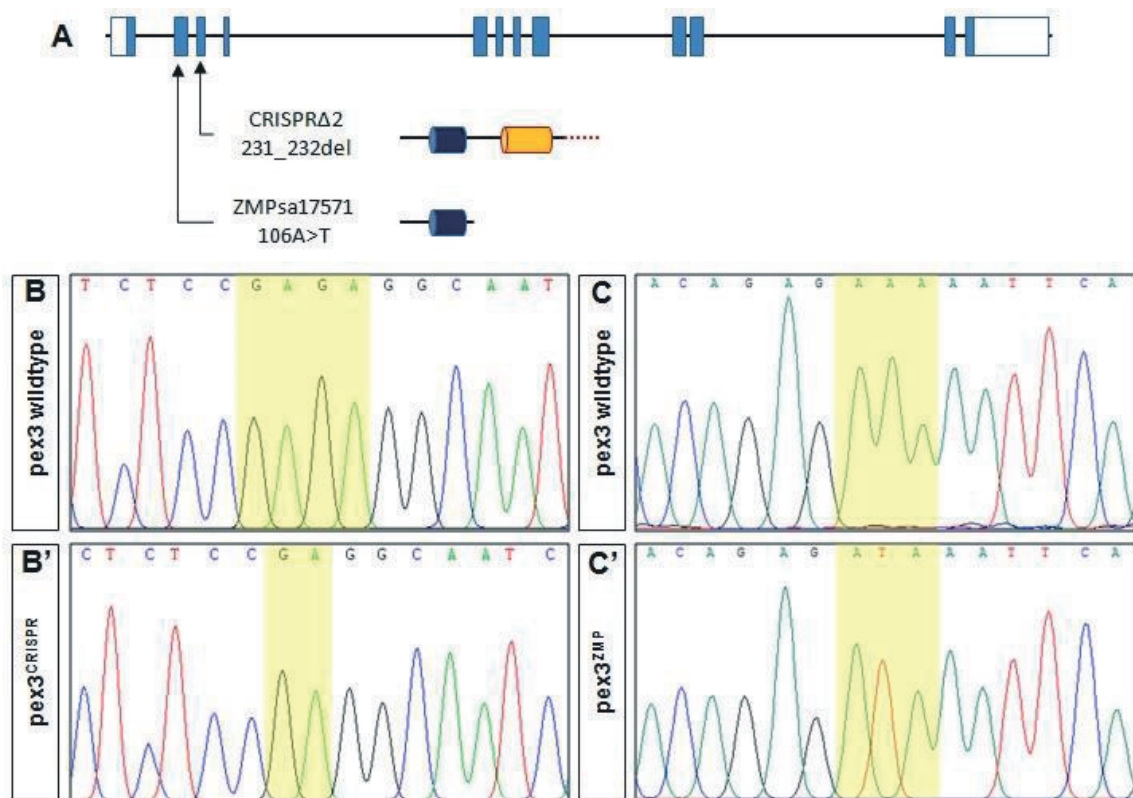 A
CRISPRΔ2
231_232del
ZMPsa17571
106A>T
B
pex3 wildtype
T C T C C G A G A G G C A A T
C
pex3 wildtype
A C A G A G A A A A A T T C A
B'
pex3CRISPR
C T C T C C G A G G C A A T C
C'
pex3ZMP
A C A G A G A T A A A T T C A